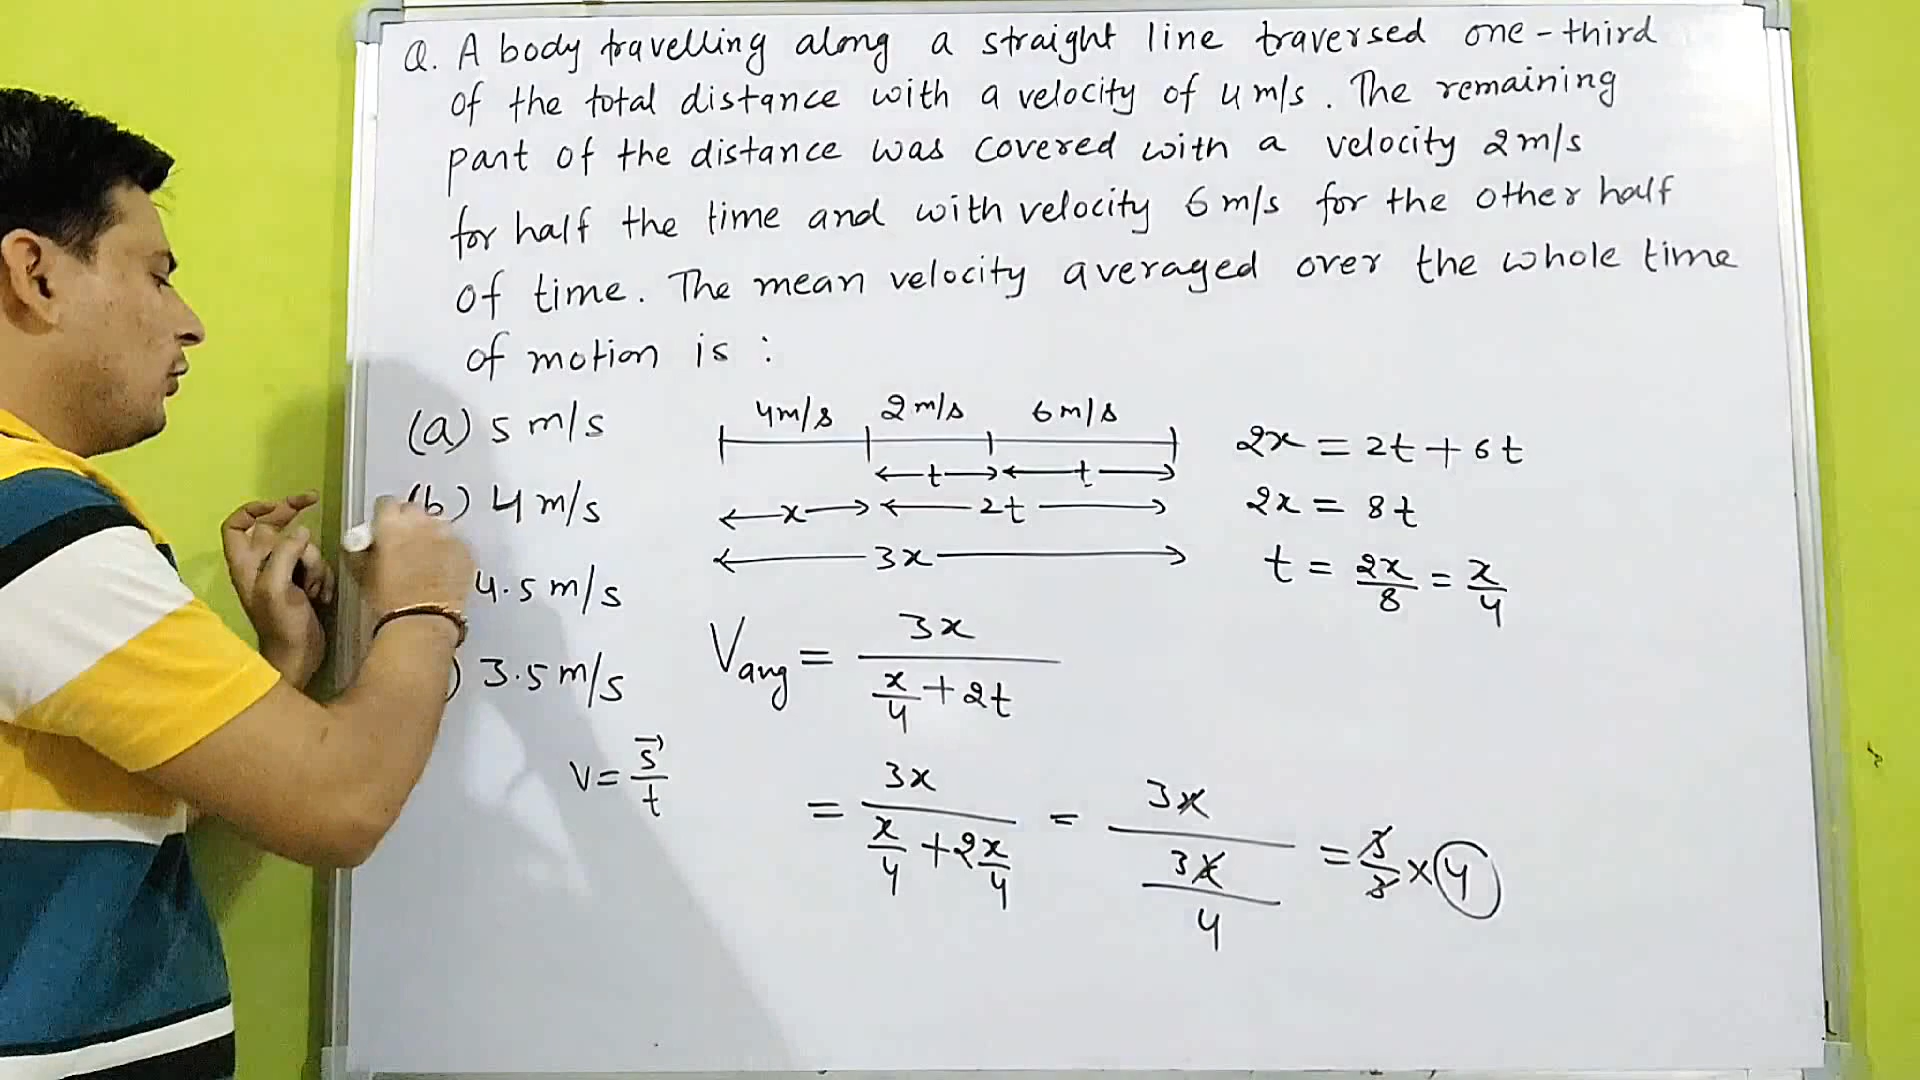 Q. A body travelling along a straight line traversed one-third
of the total distance with a velocity of 4 m/s. The remaining
part of the distance was covered with a velocity 2 m/s
for half the time and with velocity 6 m/s for the other half
of time. The mean velocity averaged over the whole time
of motion is :
(a) 5 m/s
(b) 4 m/s
4.5 m/s
) 3.5 m/s
V = s⃗/t
4m/s 2m/s 6m/s
t t
x 2t
3x
2x = 2t + 6t
2x = 8t
t = 2x/8 = x/4
Vavg = 3x / (x/4 + 2t)
= 3x / (x/4 + 2x/4) = 3x / (3x/4) = 3/3 × 4